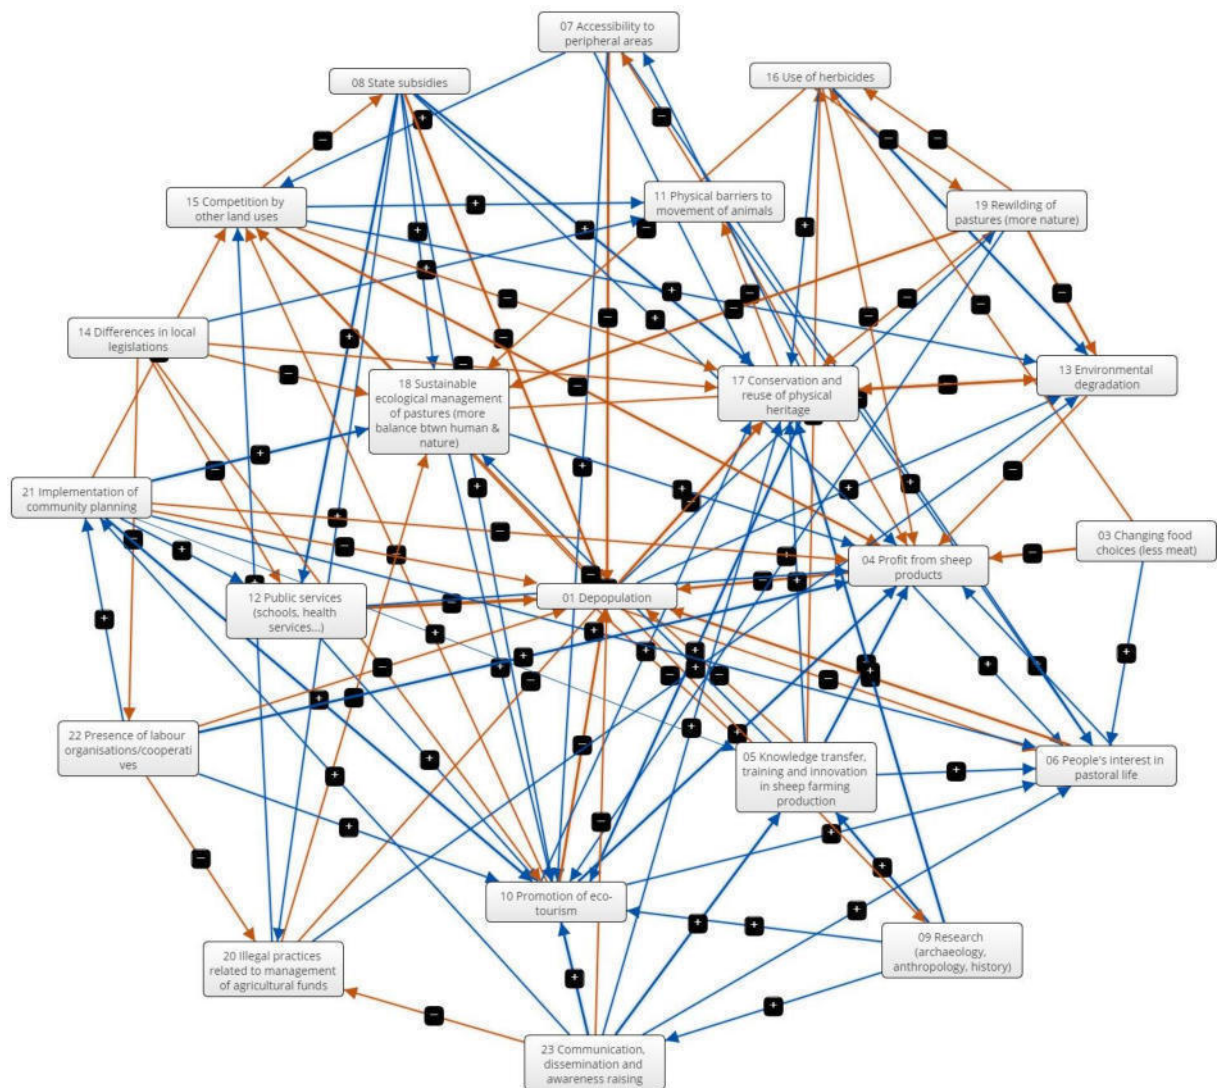 07 Accessibility to
peripheral areas
08 State subsidies
16 Use of herbicides
15 Competition by
other land uses
11 Physical barriers to
movement of animals
19 Rewilding of
pastures (more nature)
14 Differences in local
legislations
18 Sustainable
ecological management
of pastures (more
balance btwn human &
nature)
17 Conservation and
reuse of physical
heritage
13 Environmental
degradation
21 Implementation of
community planning
03 Changing food
choices (less meat)
04 Profit from sheep
products
12 Public services
(schools, health
services...)
01 Depopulation
22 Presence of labour
organisations/cooperati
ves
05 Knowledge transfer,
training and innovation
in sheep farming
production
06 People's interest in
pastoral life
10 Promotion of eco-
tourism
09 Research
(archaeology,
anthropology, history)
20 Illegal practices
related to management
of agricultural funds
23 Communication,
dissemination and
awareness raising